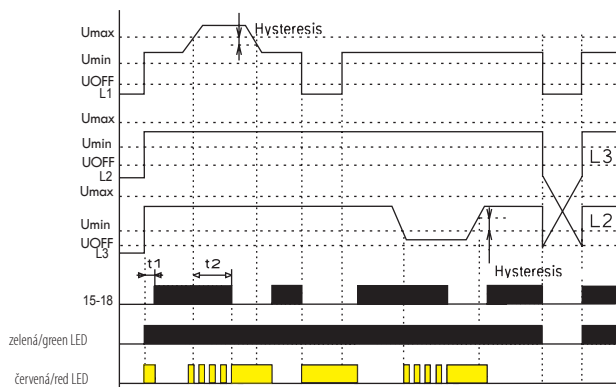 Umax
Hysteresis
Umin
UOFF
L1
Umax
Umin
L3
UOFF
L2
Umax
L2
Umin
UOFF
L3
Hysteresis
t1
t2
15-18
zelená/green LED
červená/red LED